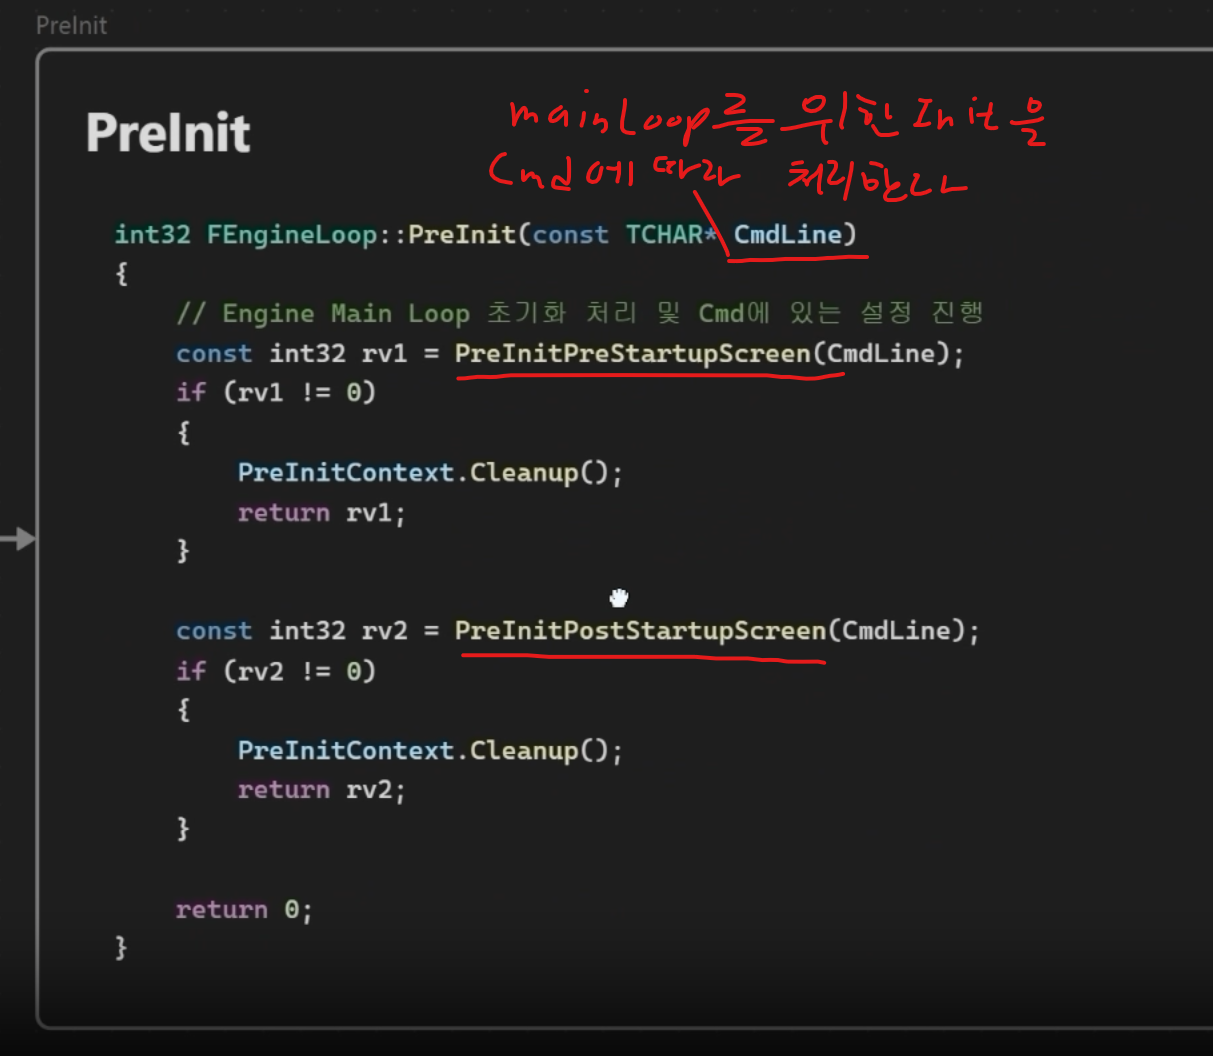 PreInit
PreInit
mainLoop를 위한 Init을
Cmd에 따라 처리한다
int32 FEngineLoop::PreInit(const TCHAR* CmdLine)
{
// Engine Main Loop 초기화 처리 및 Cmd에 있는 설정 진행
const int32 rv1 = PreInitPreStartupScreen(CmdLine);
if (rv1 != 0)
{
PreInitContext.Cleanup();
return rv1;
}
const int32 rv2 = PreInitPostStartupScreen(CmdLine);
if (rv2 != 0)
{
PreInitContext.Cleanup();
return rv2;
}
return 0;
}